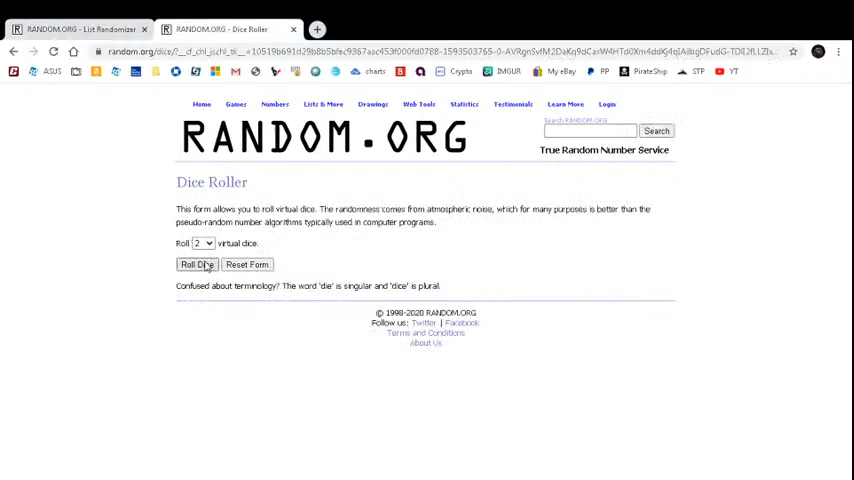 RANDOM.ORG - List Randomizer
RANDOM.ORG - Dice Roller
ASUS
charts
Crypto
IMGUR
My eBay
PP
PirateShip
STP
YT
Home Games Numbers Lists & More Drawings Web Tools Statistics Testimonials Learn More Login
RANDOM.ORG
Search RANDOM.ORG
Search
True Random Number Service
Dice Roller
This form allows you to roll virtual dice. The randomness comes from atmospheric noise, which for many purposes is better than the
pseudo-random number algorithms typically used in computer programs.
Roll 2 virtual dice.
Roll Dice Reset Form
Confused about terminology? The word 'die' is singular and 'dice' is plural.
© 1998-2020 RANDOM.ORG
Follow us: Twitter | Facebook
Terms and Conditions
About Us